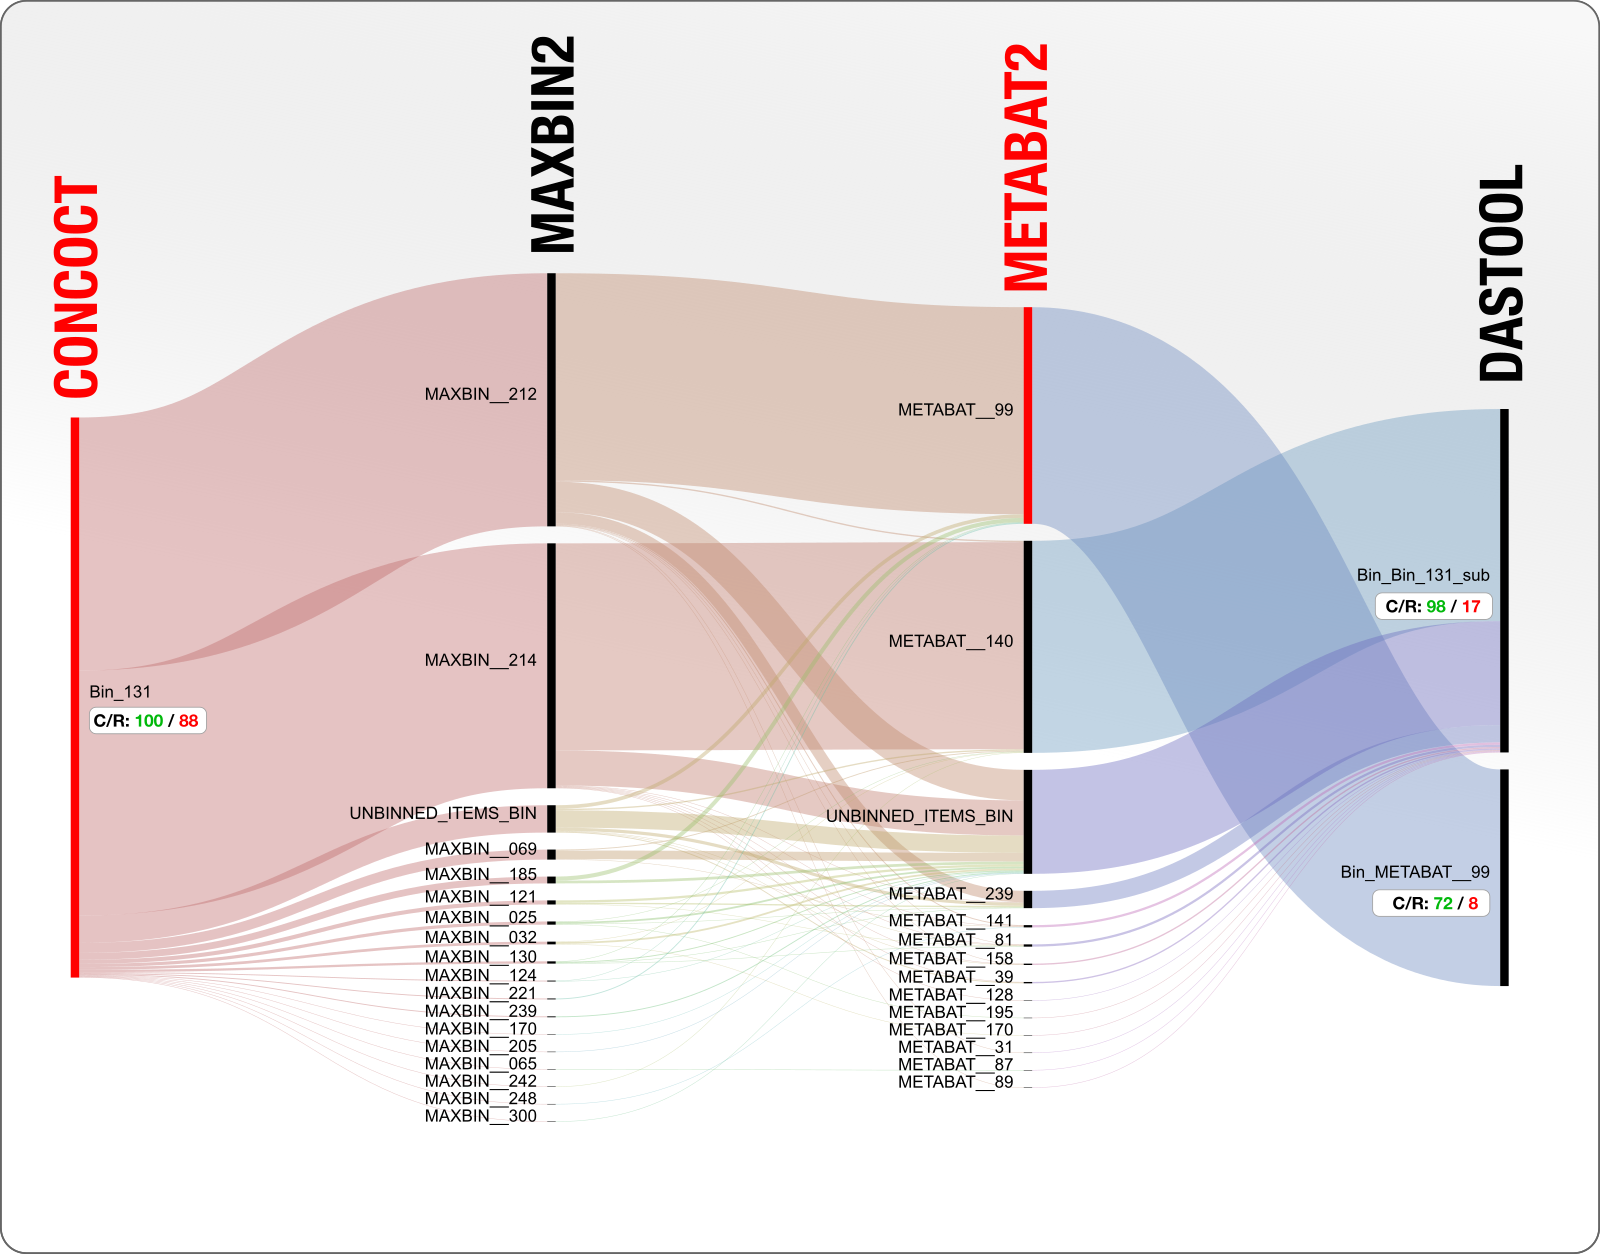 CONCOCT
MAXBIN2
METABAT2
DASTOOL
Bin_131
C/R: 100 / 88
MAXBIN__212
MAXBIN__214
UNBINNED_ITEMS_BIN
MAXBIN__069
MAXBIN__185
MAXBIN__121
MAXBIN__025
MAXBIN__032
MAXBIN__130
MAXBIN__124
MAXBIN__221
MAXBIN__239
MAXBIN__170
MAXBIN__205
MAXBIN__065
MAXBIN__242
MAXBIN__248
MAXBIN__300
METABAT__99
METABAT__140
UNBINNED_ITEMS_BIN
METABAT__239
METABAT__141
METABAT__81
METABAT__158
METABAT__39
METABAT__128
METABAT__195
METABAT__170
METABAT__31
METABAT__87
METABAT__89
Bin_Bin_131_sub
C/R: 98 / 17
Bin_METABAT__99
C/R: 72 / 8